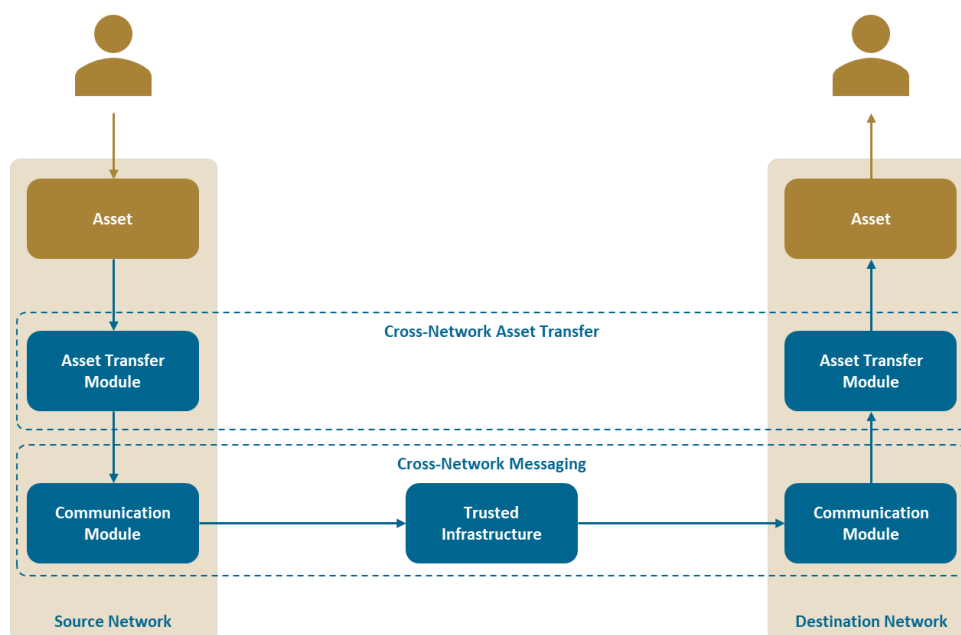 Asset
Asset
Cross-Network Asset Transfer
Asset Transfer
Module
Asset Transfer
Module
Cross-Network Messaging
Communication
Module
Trusted
Infrastructure
Communication
Module
Source Network
Destination Network